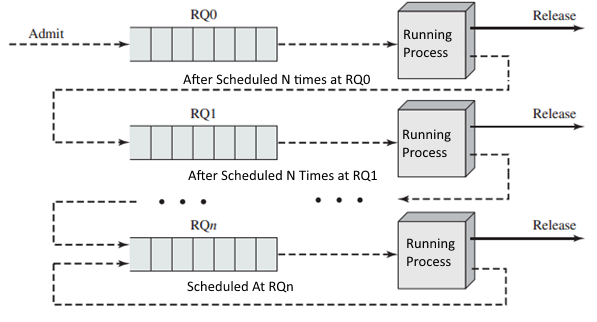 RQ0
Release
Admit
Running
Process
After Scheduled N times at RQ0
RQ1
Release
Running
Process
After Scheduled N Times at RQ1
• • •
• • •
RQn
Release
Running
Process
Scheduled At RQn